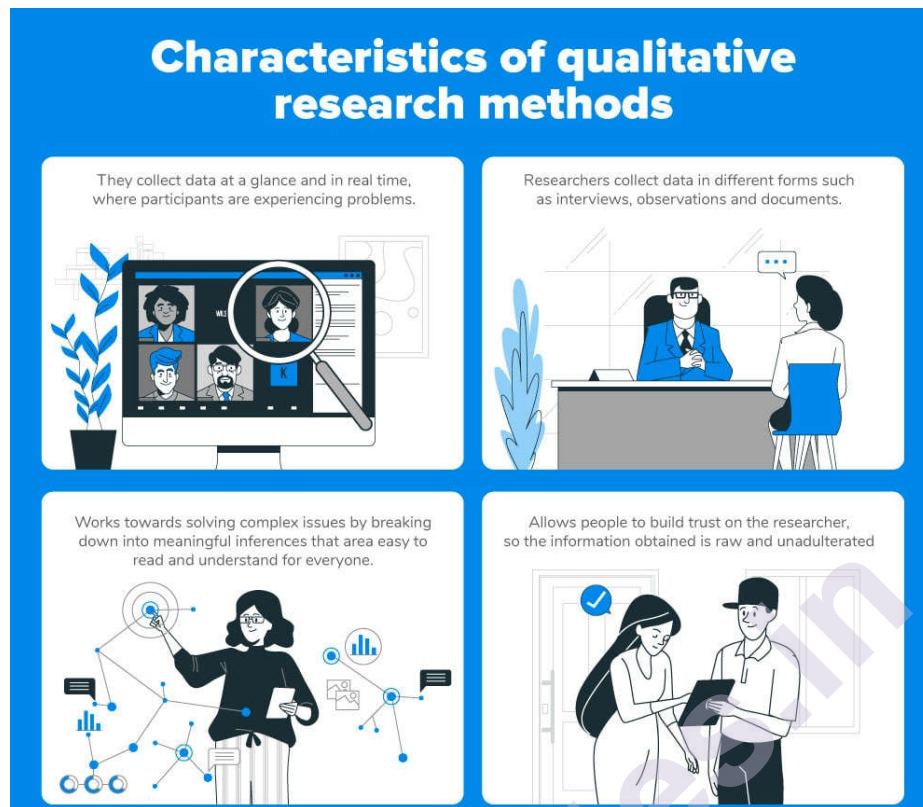 Characteristics of qualitative
research methods
They collect data at a glance and in real time,
where participants are experiencing problems.
Researchers collect data in different forms such
as interviews, observations and documents.
K
Works towards solving complex issues by breaking
down into meaningful inferences that area easy to
read and understand for everyone.
Allows people to build trust on the researcher,
so the information obtained is raw and unadulterated
es.in